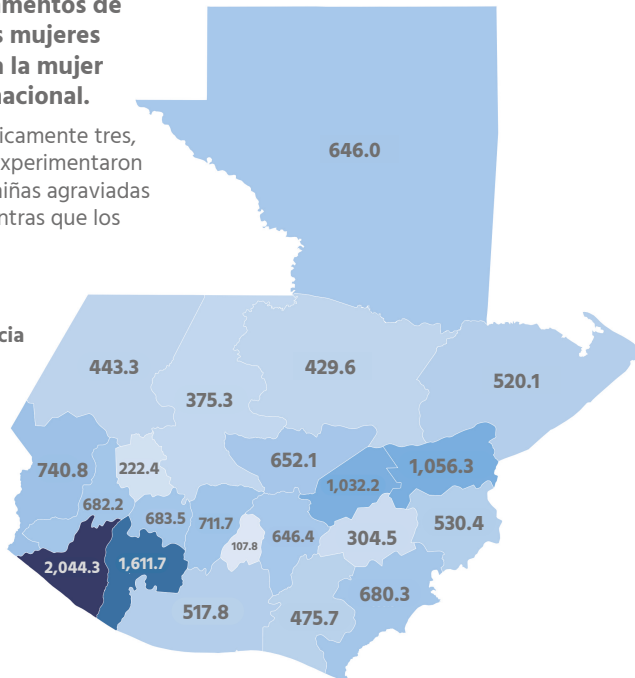 amentos de
s mujeres
a la mujer
nacional.
icamente tres,
experimentaron
niñas agraviadas
ntras que los
cia
646.0
443.3
429.6
520.1
375.3
652.1
1,056.3
740.8
222.4
1,032.2
682.2
683.5
711.7
530.4
646.4
304.5
107.8
2,044.3
1,611.7
680.3
517.8
475.7